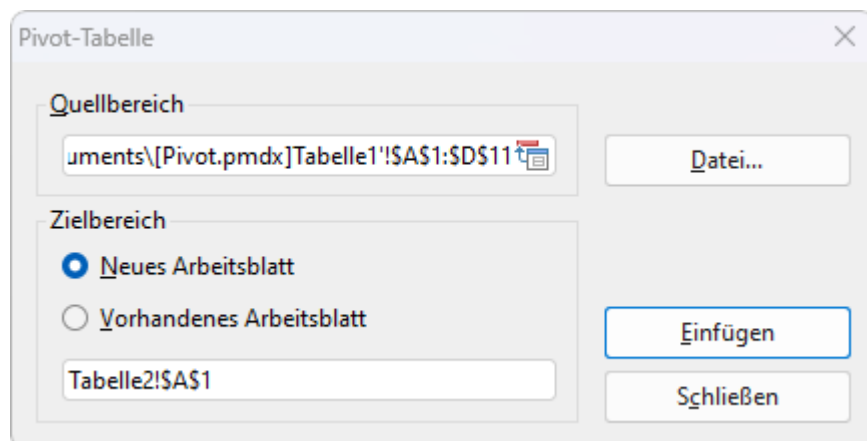 Pivot-Tabelle
Quellbereich
uments\[Pivot.pmdx]Tabelle1'!$A$1:$D$11
Datei...
Zielbereich
Neues Arbeitsblatt
Vorhandenes Arbeitsblatt
Einfügen
Tabelle2!$A$1
Schließen